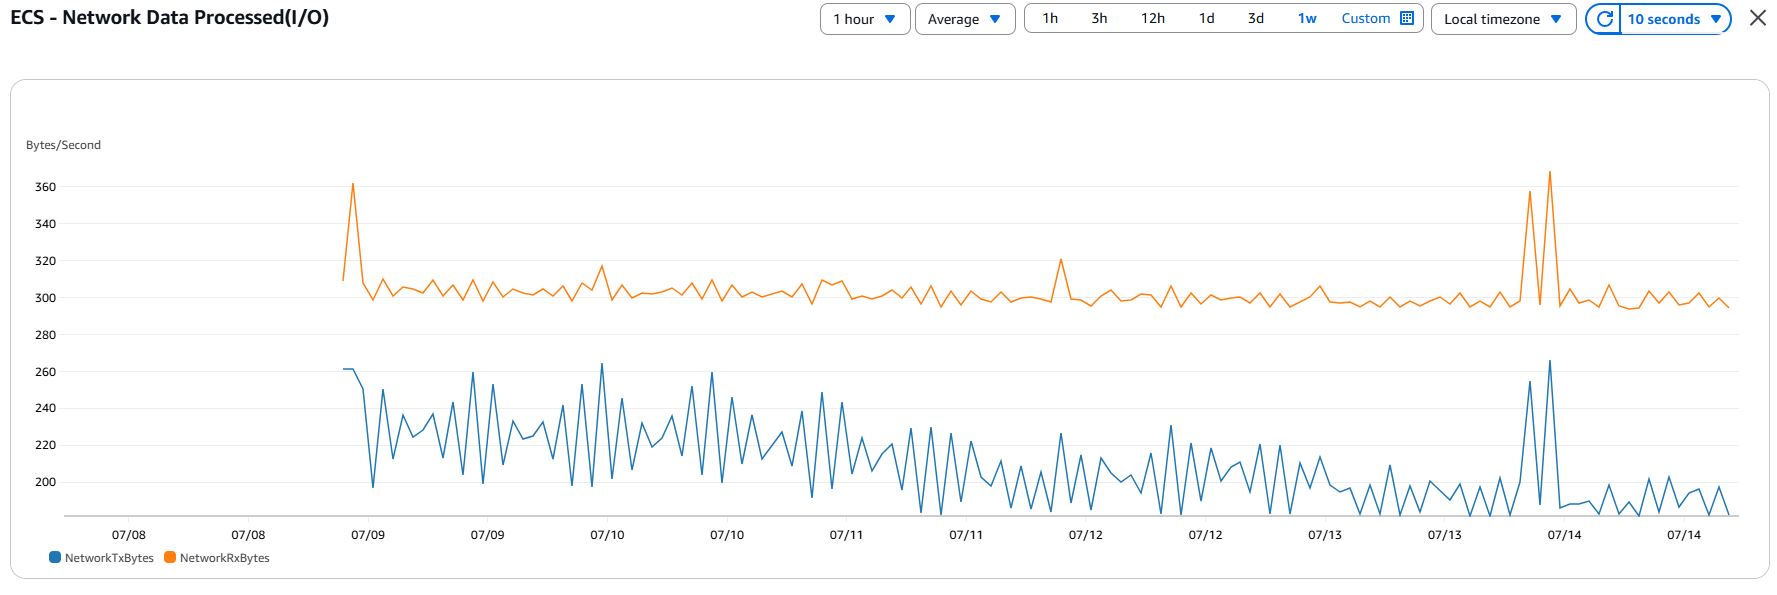 ECS - Network Data Processed(I/O)
1 hour Average 1h 3h 12h 1d 3d 1w Custom Local timezone 10 seconds
Bytes/Second
360
340
320
300
280
260
240
220
200
07/08 07/08 07/09 07/09 07/10 07/10 07/11 07/11 07/12 07/12 07/13 07/13 07/14 07/14
NetworkTxBytes NetworkRxBytes